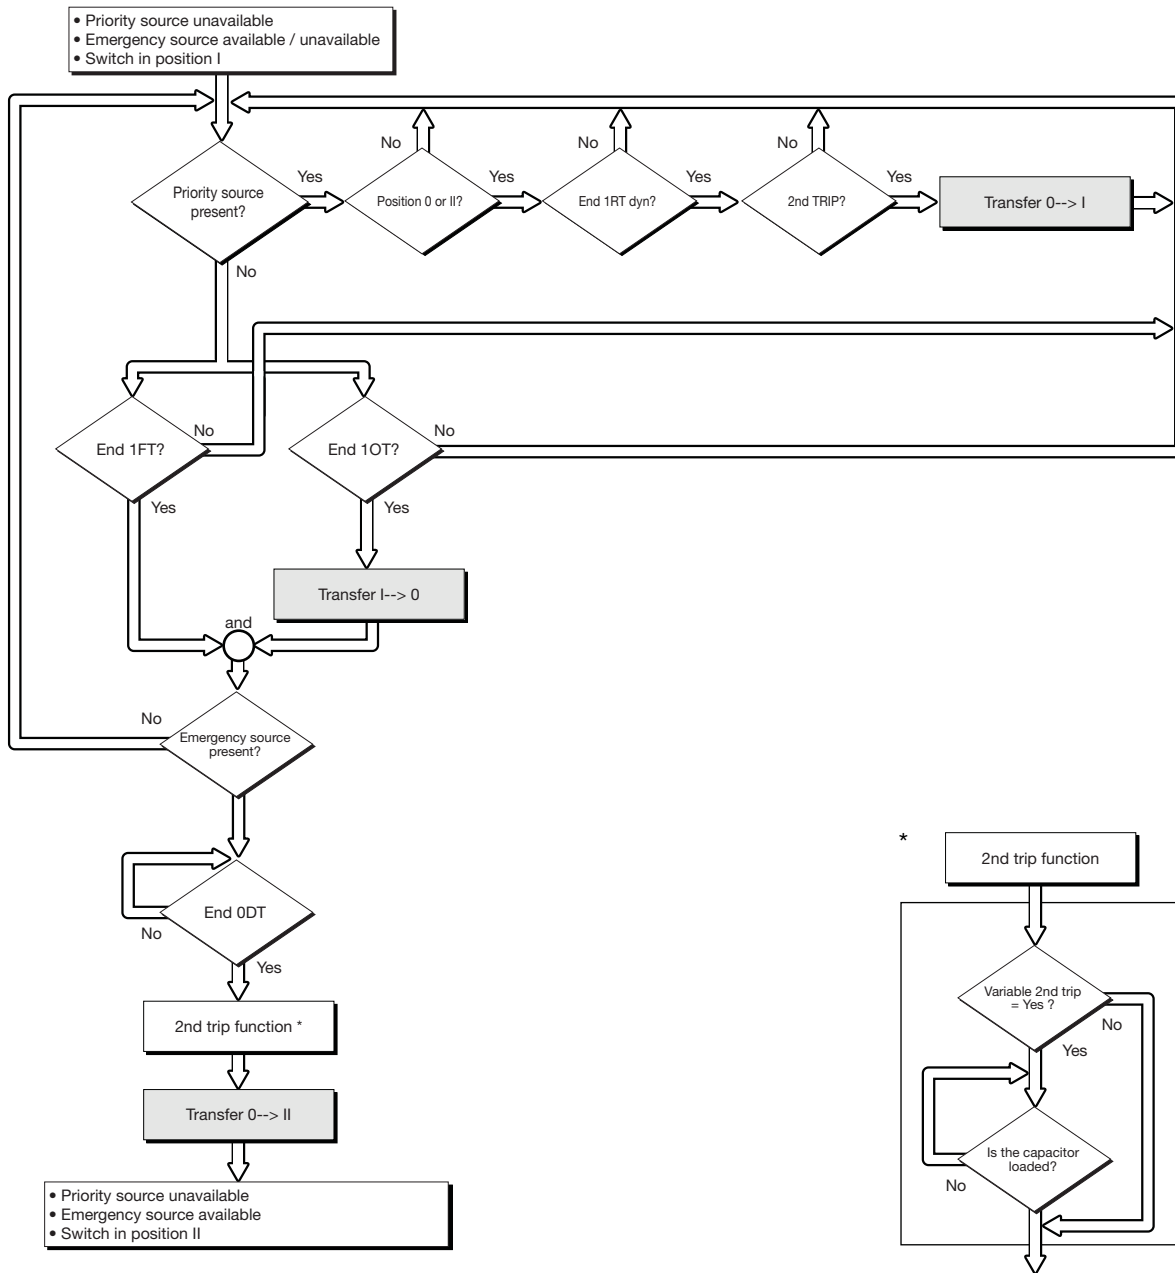 • Priority source unavailable
• Emergency source available / unavailable
• Switch in position I
Priority source
present?
Yes
No
Position 0 or II?
No
Yes
End 1RT dyn?
No
Yes
2nd TRIP?
No
Yes
Transfer 0--> I
End 1FT?
No
Yes
End 1OT?
No
Yes
Transfer I--> 0
and
Emergency source
present?
No
End 0DT
No
Yes
2nd trip function *
Transfer 0--> II
• Priority source unavailable
• Emergency source available
• Switch in position II
*
2nd trip function
Variable 2nd trip
= Yes ?
No
Yes
Is the capacitor
loaded?
No